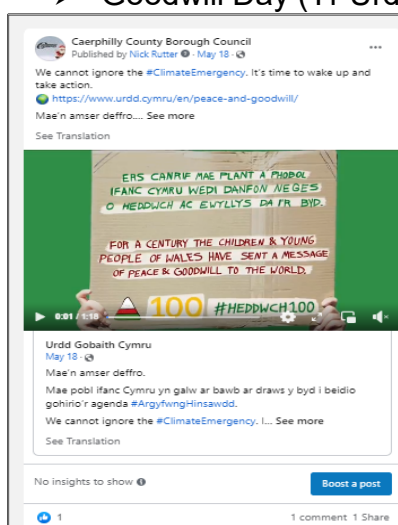 Goodwill Day (
Caerphilly County Borough Council
Published by Nick Rutter · May 18 ·
We cannot ignore the #ClimateEmergency. It's time to wake up and
take action.
https://www.urdd.cymru/en/peace-and-goodwill/
Mae'n amser deffro.... See more
See Translation
ERS CANRIF MAE PLANT A PHOBOL
IFANC CYMRU WEDI DANFON NEGES
O HEDDWCH AC EWYLLYS DA I'R BYD.
FOR A CENTURY THE CHILDREN & YOUNG
PEOPLE OF WALES HAVE SENT A MESSAGE
OF PEACE & GOODWILL TO THE WORLD.
100 #HEDDWCH100
0:01 / 1:18
Urdd Gobaith Cymru
May 18 ·
Mae'n amser deffro.
Mae pobl ifanc Cymru yn galw ar bawb ar draws y byd i beidio
gohirio'r agenda #ArgyfwngHinsawdd.
We cannot ignore the #ClimateEmergency. I... See more
See Translation
No insights to show
Boost a post
1
1 comment 1 Share